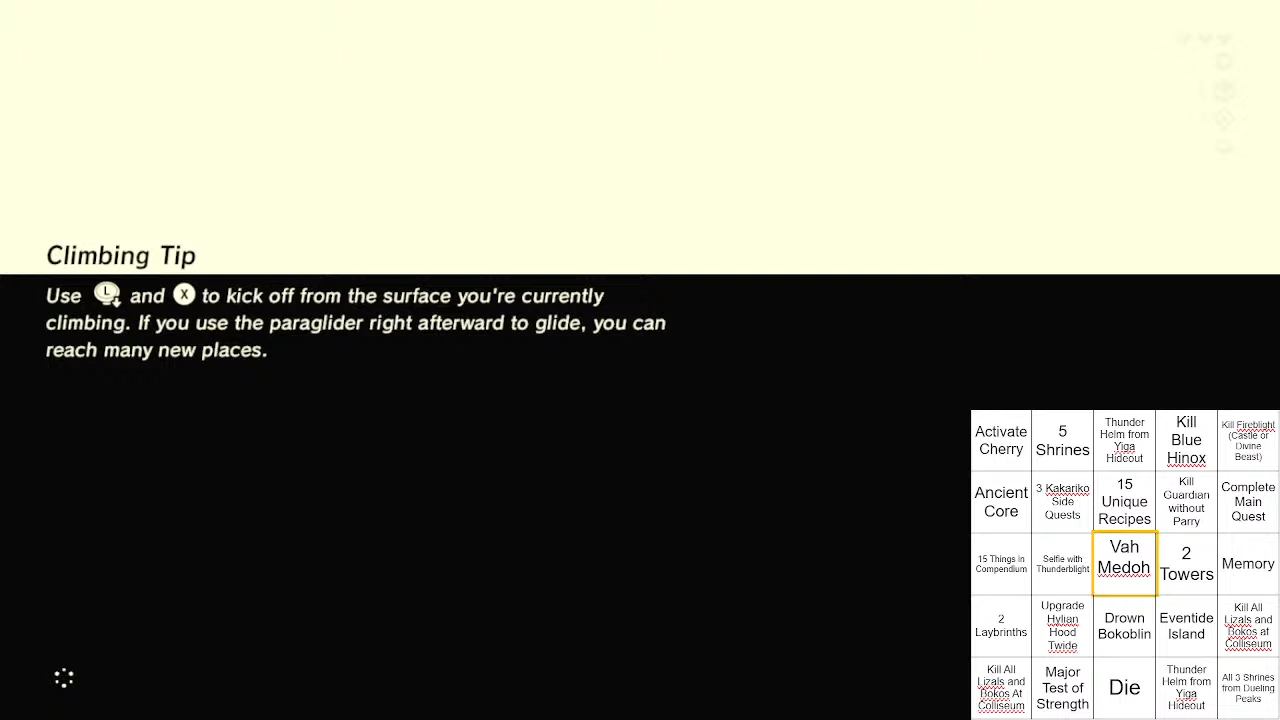 Climbing Tip
Use L and X to kick off from the surface you're currently
climbing. If you use the paraglider right afterward to glide, you can
reach many new places.
Activate
Cherry
5
Shrines
Thunder
Helm from
Yiga
Hideout
Kill
Blue
Hinox
Kill Fireblight
(Castle or
Divine
Beast)
Ancient
Core
3 Kakariko
Side
Quests
15
Unique
Recipes
Kill
Guardian
without
Parry
Complete
Main
Quest
15 Things in
Compendium
Selfie with
Thunderblight
Vah
Medoh
2
Towers
Memory
2
Laybrinths
Upgrade
Hylian
Hood
Twide
Drown
Bokoblin
Eventide
Island
Kill All
Lizals and
Bokos at
Colliseum
Kill All
Lizals and
Bokos At
Colliseum
Major
Test of
Strength
Die
Thunder
Helm from
Yiga
Hideout
All 3 Shrines
from Dueling
Peaks